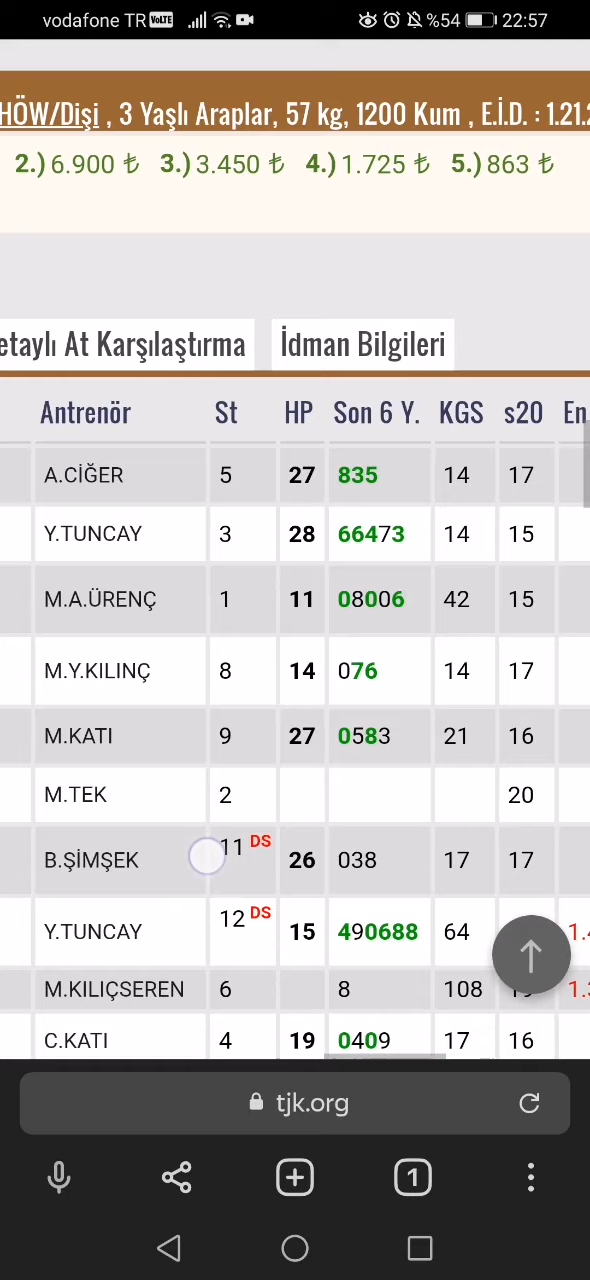 vodafone TR VoLTE %54 22:57
HÖW/Dişi , 3 Yaşlı Araplar, 57 kg, 1200 Kum , E.İ.D. : 1.21.2
2.) 6.900 ₺ 3.) 3.450 ₺ 4.) 1.725 ₺ 5.) 863 ₺
etaylı At Karşılaştırma İdman Bilgileri
Antrenör St HP Son 6 Y. KGS s20 En
A.CİĞER 5 27 835 14 17
Y.TUNCAY 3 28 66473 14 15
M.A.ÜRENÇ 1 11 08006 42 15
M.Y.KILINÇ 8 14 076 14 17
M.KATI 9 27 0583 21 16
M.TEK 2 20
B.ŞİMŞEK 11 DS 26 038 17 17
Y.TUNCAY 12 DS 15 490688 64 1.4
M.KILIÇSEREN 6 8 108 1.3
C.KATI 4 19 0409 17 16
tjk.org
1